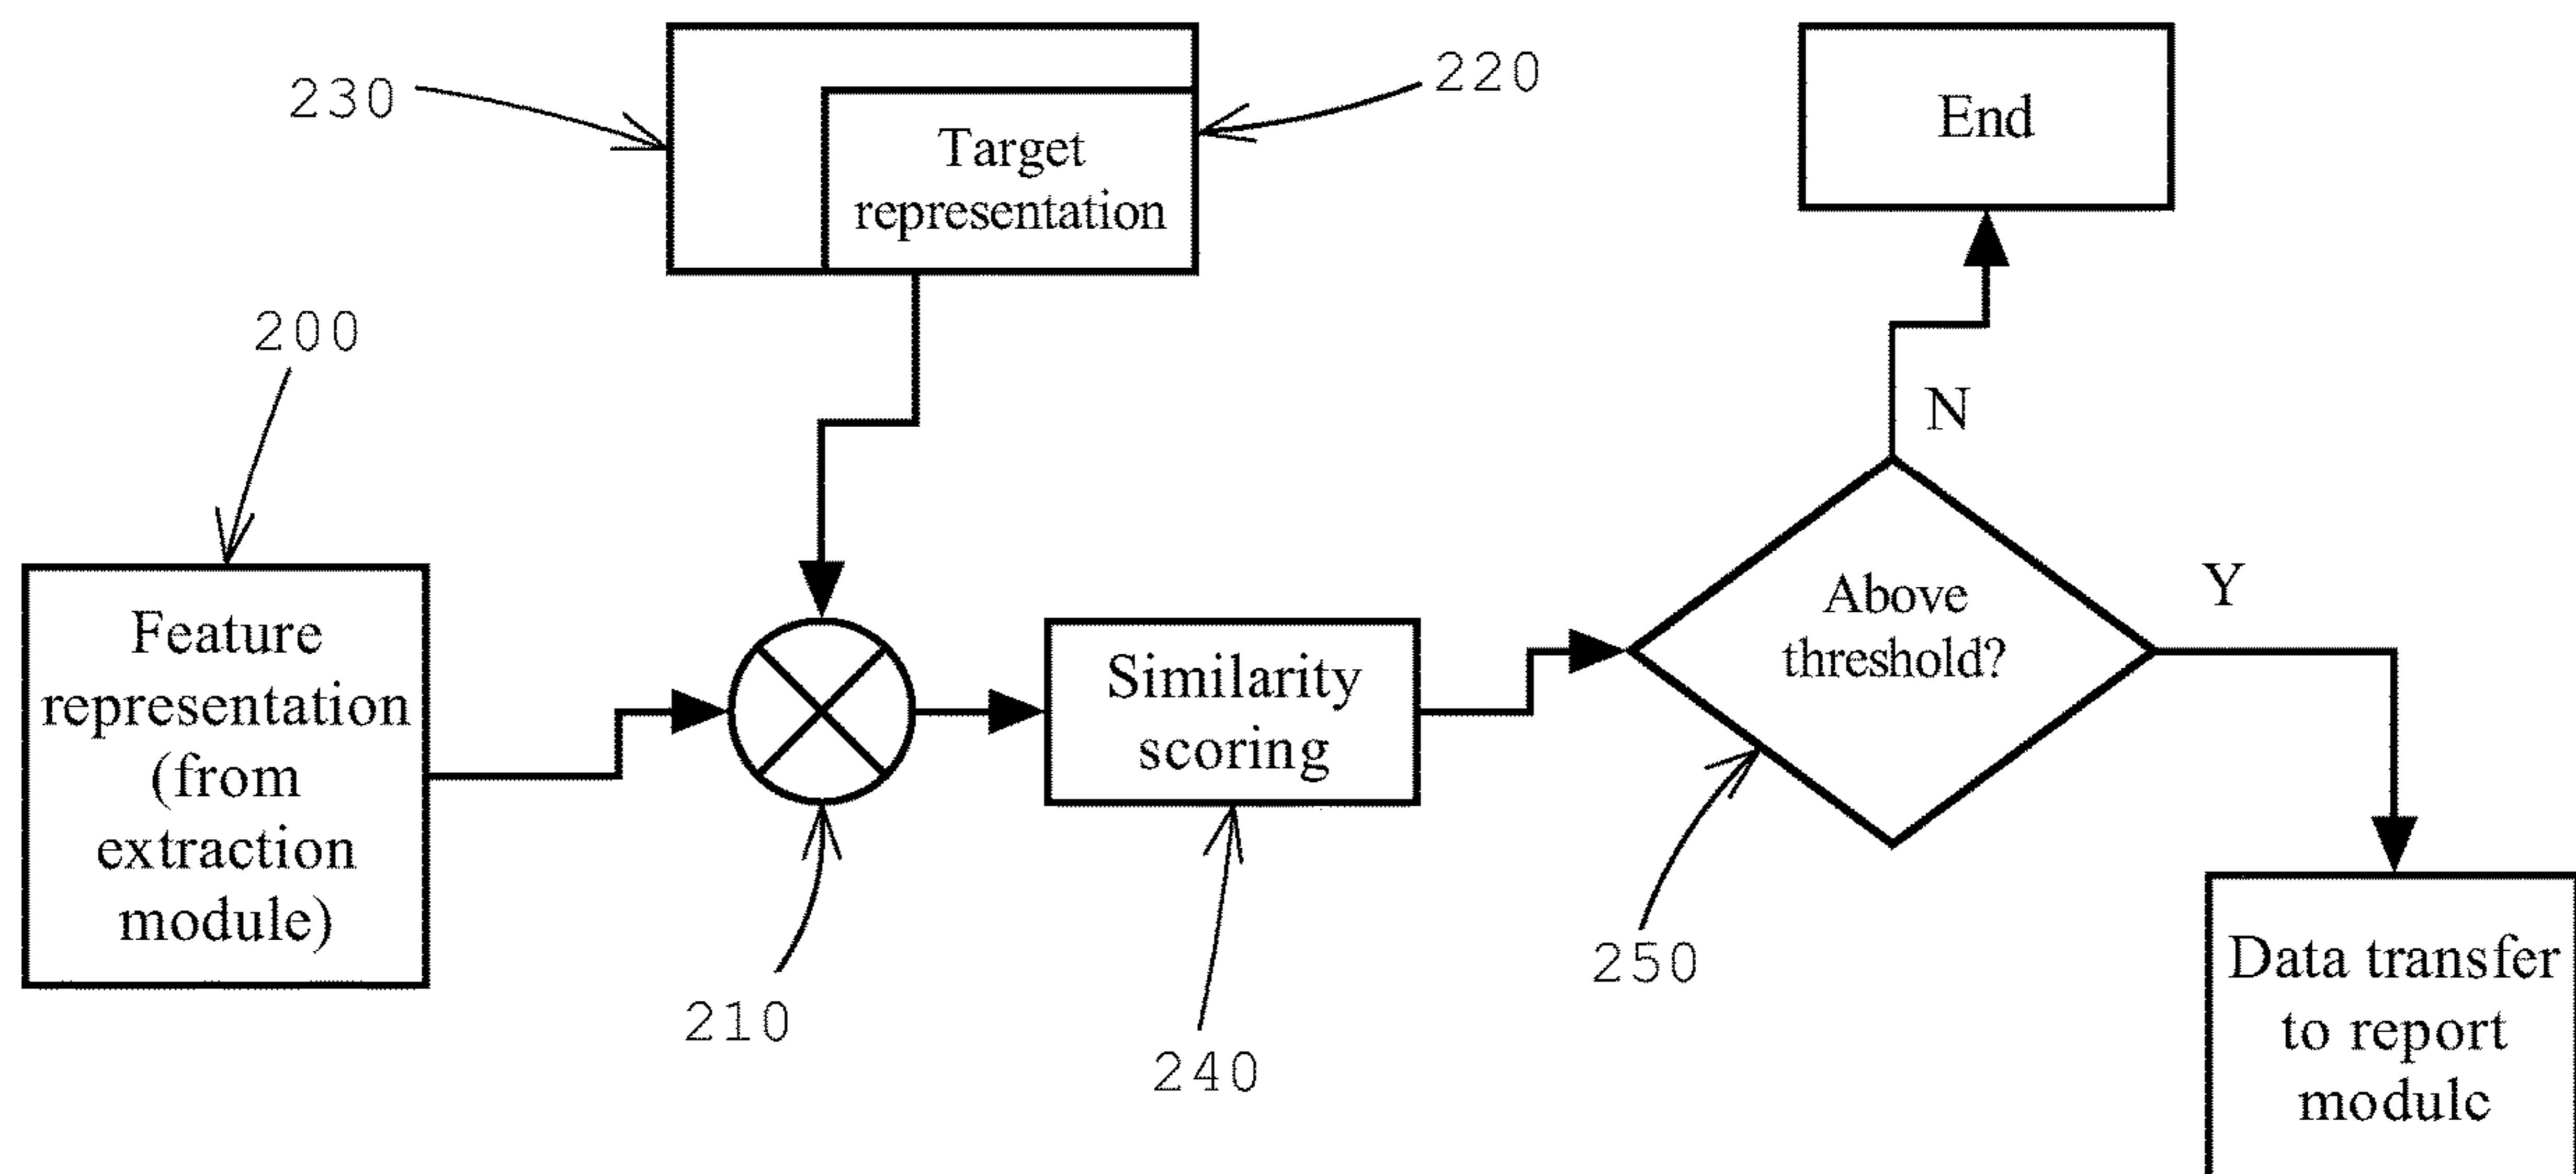 230
220
Target
representation
End
200
N
Feature
representation
(from
extraction
module)
Similarity
scoring
Above
threshold?
Y
210
240
250
Data transfer
to report
module